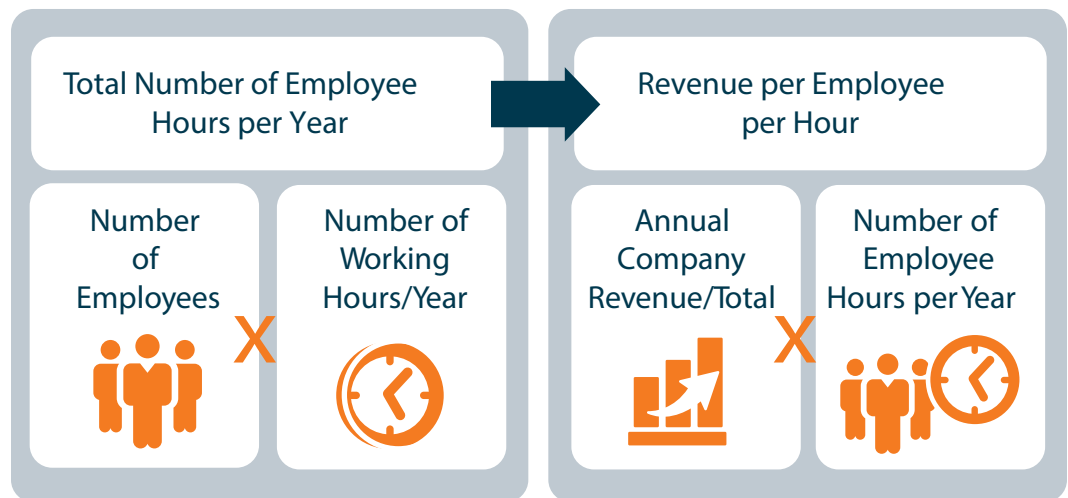 Total Number of Employee
Hours per Year
Revenue per Employee
per Hour
Number
of
Employees
X
Number of
Working
Hours/Year
Annual
Company
Revenue/Total
X
Number of
Employee
Hours per Year